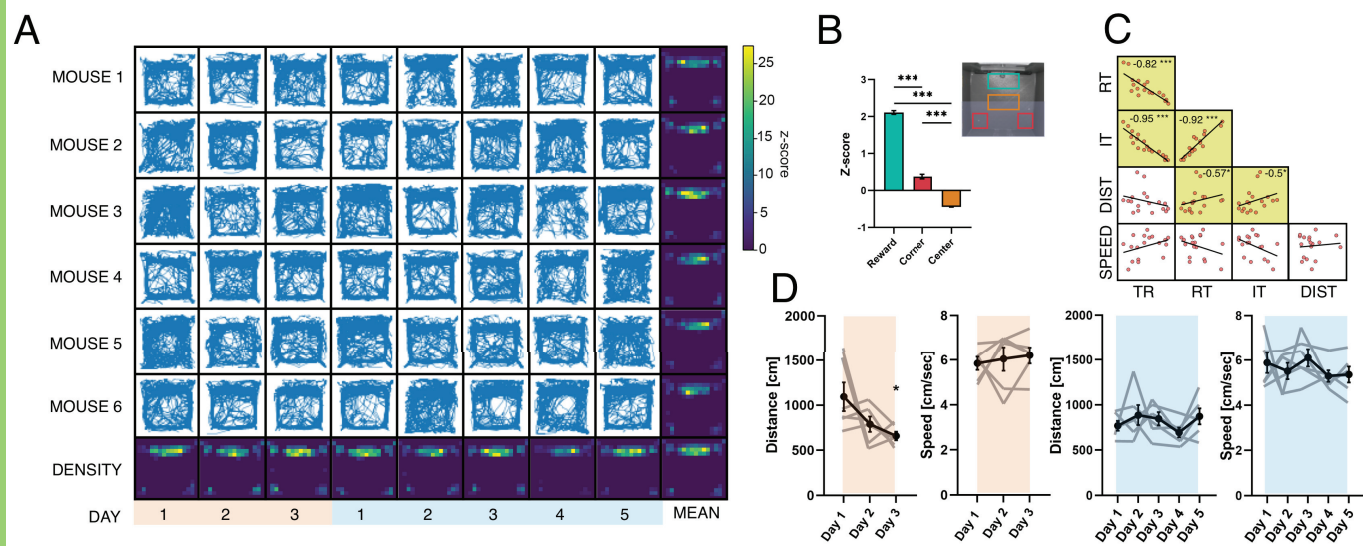 A
MOUSE 1
MOUSE 2
MOUSE 3
MOUSE 4
MOUSE 5
MOUSE 6
DENSITY
DAY 1 2 3 1 2 3 4 5 MEAN
25
20
15
10
5
0
z-score
B
Z-score
3
2
1
0
-1
***
***
***
Reward
Corner
Center
C
RT
IT
DIST
SPEED
-0.82 ***
-0.95 ***
-0.92 ***
-0.57*
-0.5*
TR RT IT DIST
D
Distance [cm]
2000
1500
1000
500
0
*
Day 1
Day 2
Day 3
Speed [cm/sec]
8
6
4
2
0
Day 1
Day 2
Day 3
Distance [cm]
2000
1500
1000
500
0
Day 1
Day 2
Day 3
Day 4
Day 5
Speed [cm/sec]
8
6
4
2
0
Day 1
Day 2
Day 3
Day 4
Day 5